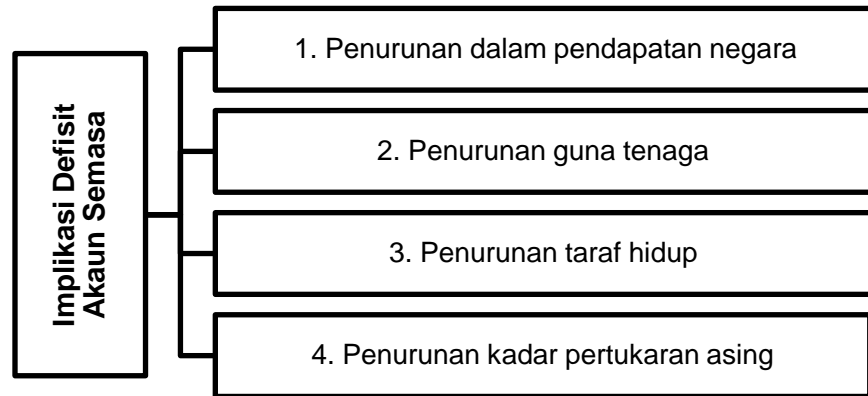 Implikasi Defisit
Akaun Semasa
1. Penurunan dalam pendapatan negara
2. Penurunan guna tenaga
3. Penurunan taraf hidup
4. Penurunan kadar pertukaran asing